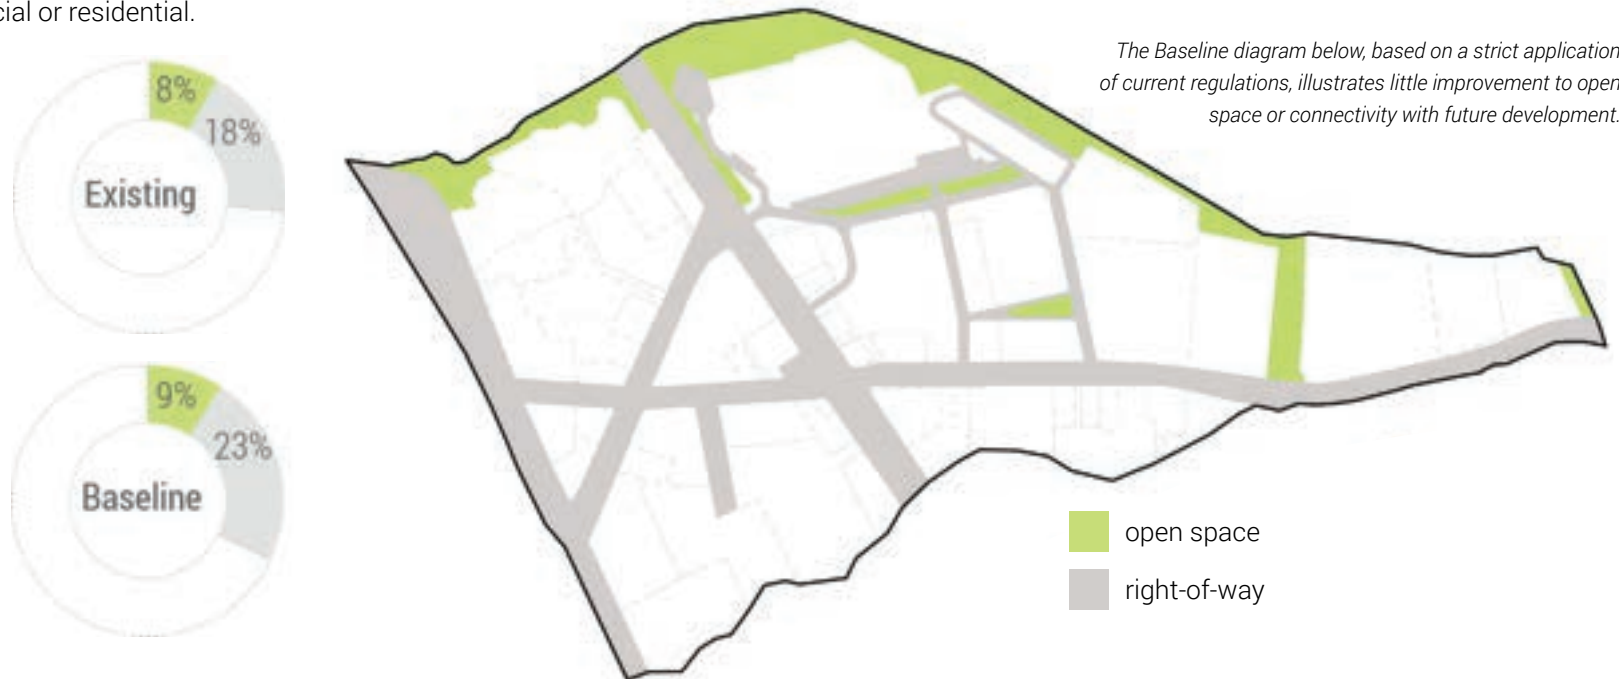 cial or residential.
The Baseline diagram below, based on a strict application
of current regulations, illustrates little improvement to open
space or connectivity with future development.
8%
18%
Existing
9%
23%
Baseline
open space
right-of-way